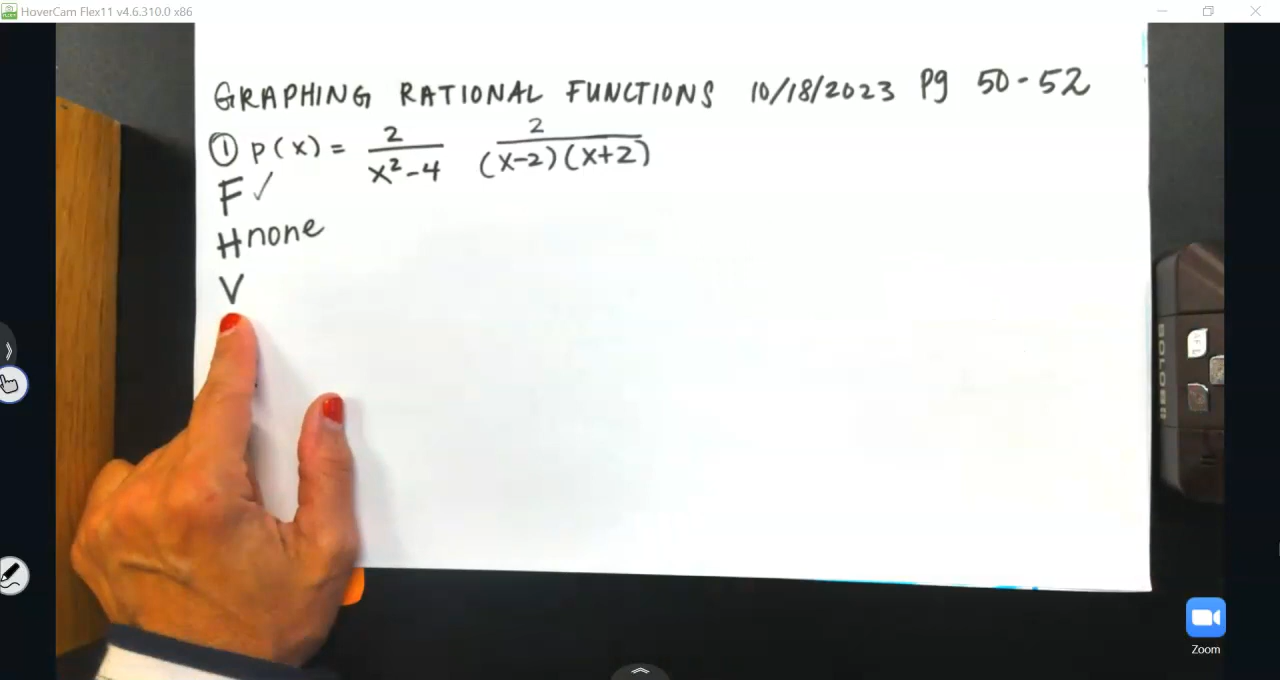 HoverCam Flex11 v4.6.310.0 x86
GRAPHING RATIONAL FUNCTIONS 10/18/2023 pg 50-52
① p(x) = 2/(x²-4) 2/((x-2)(x+2))
F ✓
H none
V
Zoom